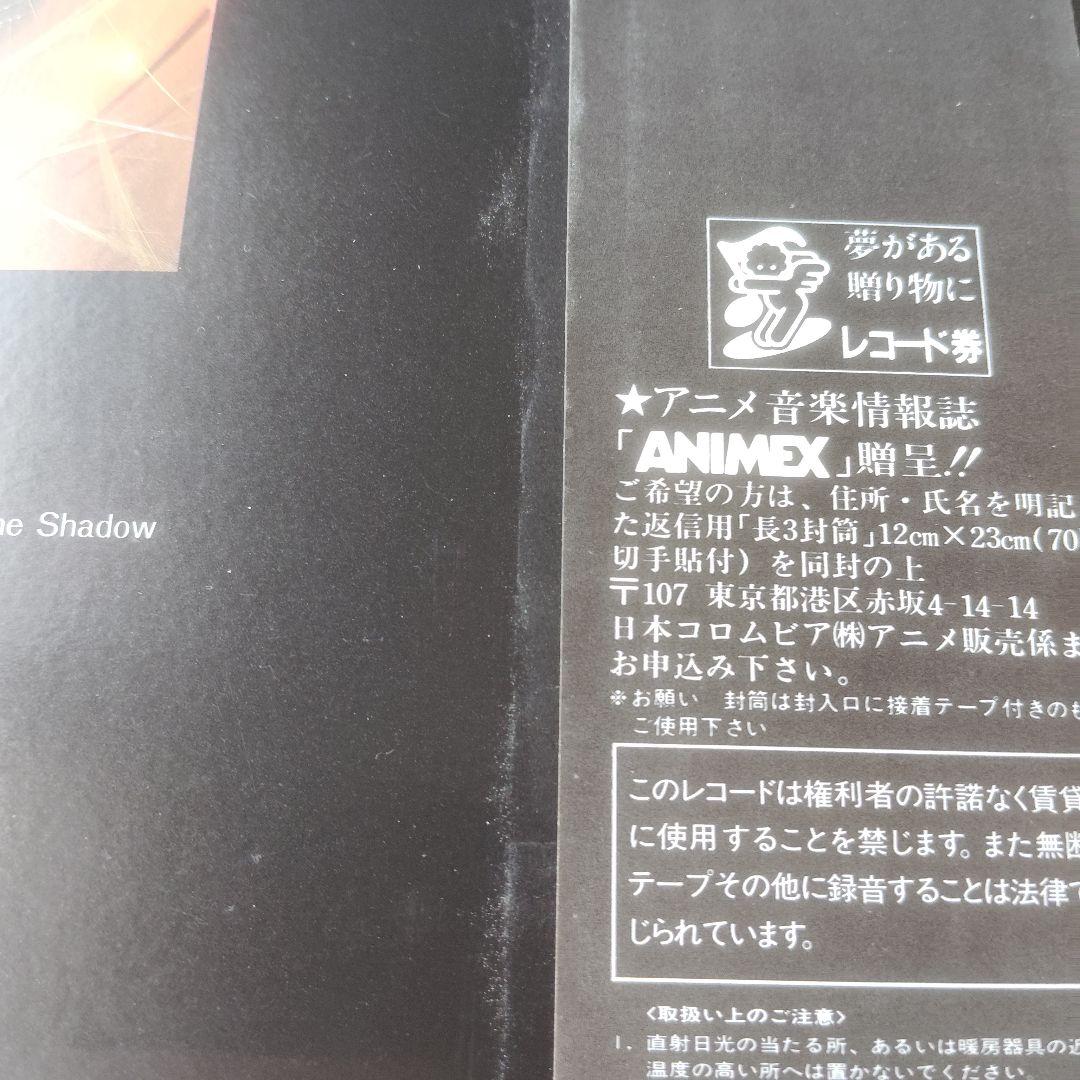 夢がある
贈り物に
レコード券
★アニメ音楽情報誌
「ANIMEX」贈呈!!
ご希望の方は、住所・氏名を明記
た返信用「長3封筒」12cm×23cm(70
切手貼付）を同封の上
〒107 東京都港区赤坂4-14-14
日本コロムビア㈱アニメ販売係ま
お申込み下さい。
※お願い 封筒は封入口に接着テープ付きのも
ご使用下さい
he Shadow
このレコードは権利者の許諾なく賃貸
に使用することを禁じます。また無断
テープその他に録音することは法律で
じられています。
〈取扱い上のご注意〉
1. 直射日光の当たる所、あるいは暖房器具の近
温度の高い所へは置かないでください。